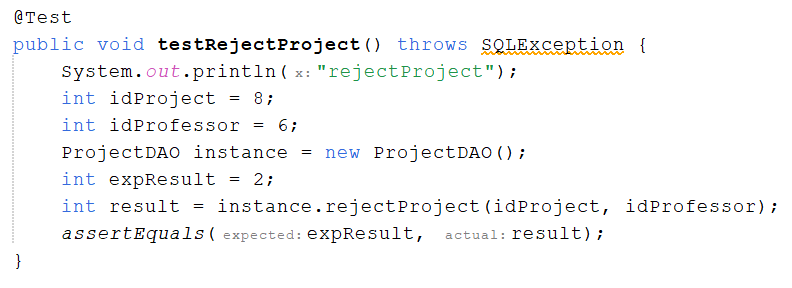 @Test
public void testRejectProject() throws SQLException {
    System.out.println( x: "rejectProject");
    int idProject = 8;
    int idProfessor = 6;
    ProjectDAO instance = new ProjectDAO();
    int expResult = 2;
    int result = instance.rejectProject(idProject, idProfessor);
    assertEquals( expected: expResult, actual: result);
}